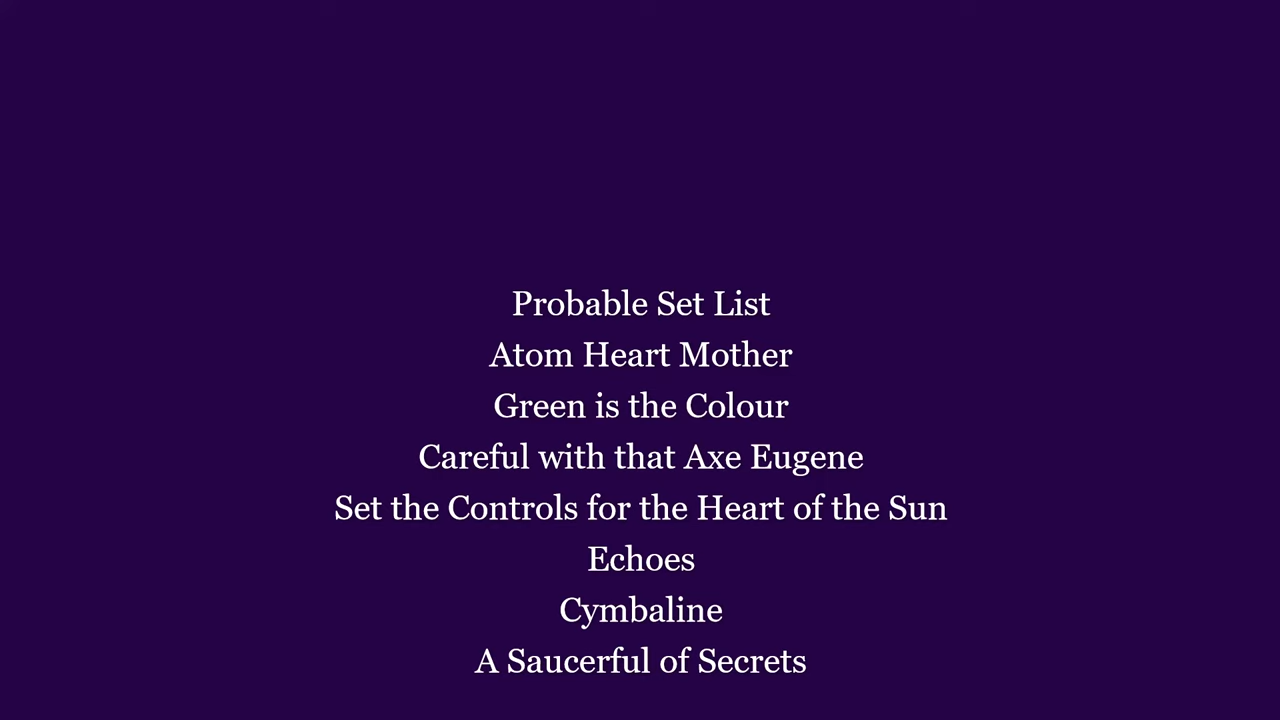 Probable Set List
Atom Heart Mother
Green is the Colour
Careful with that Axe Eugene
Set the Controls for the Heart of the Sun
Echoes
Cymbaline
A Saucerful of Secrets